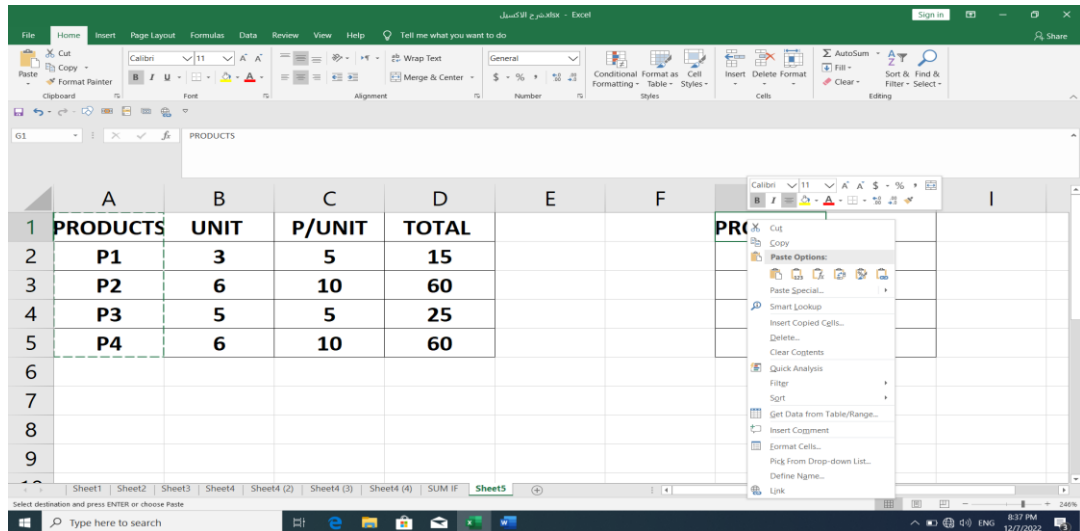 شرح الاكسيل.xlsx - Excel
Sign in
File Home Insert Page Layout Formulas Data Review View Help Tell me what you want to do
Share
Paste
Cut
Copy
Format Painter
Clipboard
Calibri 11 A A
B I U A
Font
Wrap Text
Merge & Center
Alignment
General
$ % ,
Number
Conditional Formatting
Format as Table
Cell Styles
Styles
Insert Delete Format
Cells
AutoSum
Fill
Clear
Sort & Filter
Find & Select
Editing
G1 fx PRODUCTS
A B C D E F I
1 PRODUCTS UNIT P/UNIT TOTAL
2 P1 3 5 15
3 P2 6 10 60
4 P3 5 5 25
5 P4 6 10 60
6
7
8
9
Calibri 11 A A $ % ,
B I A
Cut
Copy
Paste Options:
Paste Special...
Smart Lookup
Insert Copied Cells...
Delete...
Clear Contents
Quick Analysis
Filter
Sort
Get Data from Table/Range...
Insert Comment
Format Cells...
Pick From Drop-down List...
Define Name...
Link
Sheet1 Sheet2 Sheet3 Sheet4 Sheet4 (2) Sheet4 (3) Sheet4 (4) SUM IF Sheet5
Select destination and press ENTER or choose Paste
246%
Type here to search
ENG
8:37 PM
12/7/2022